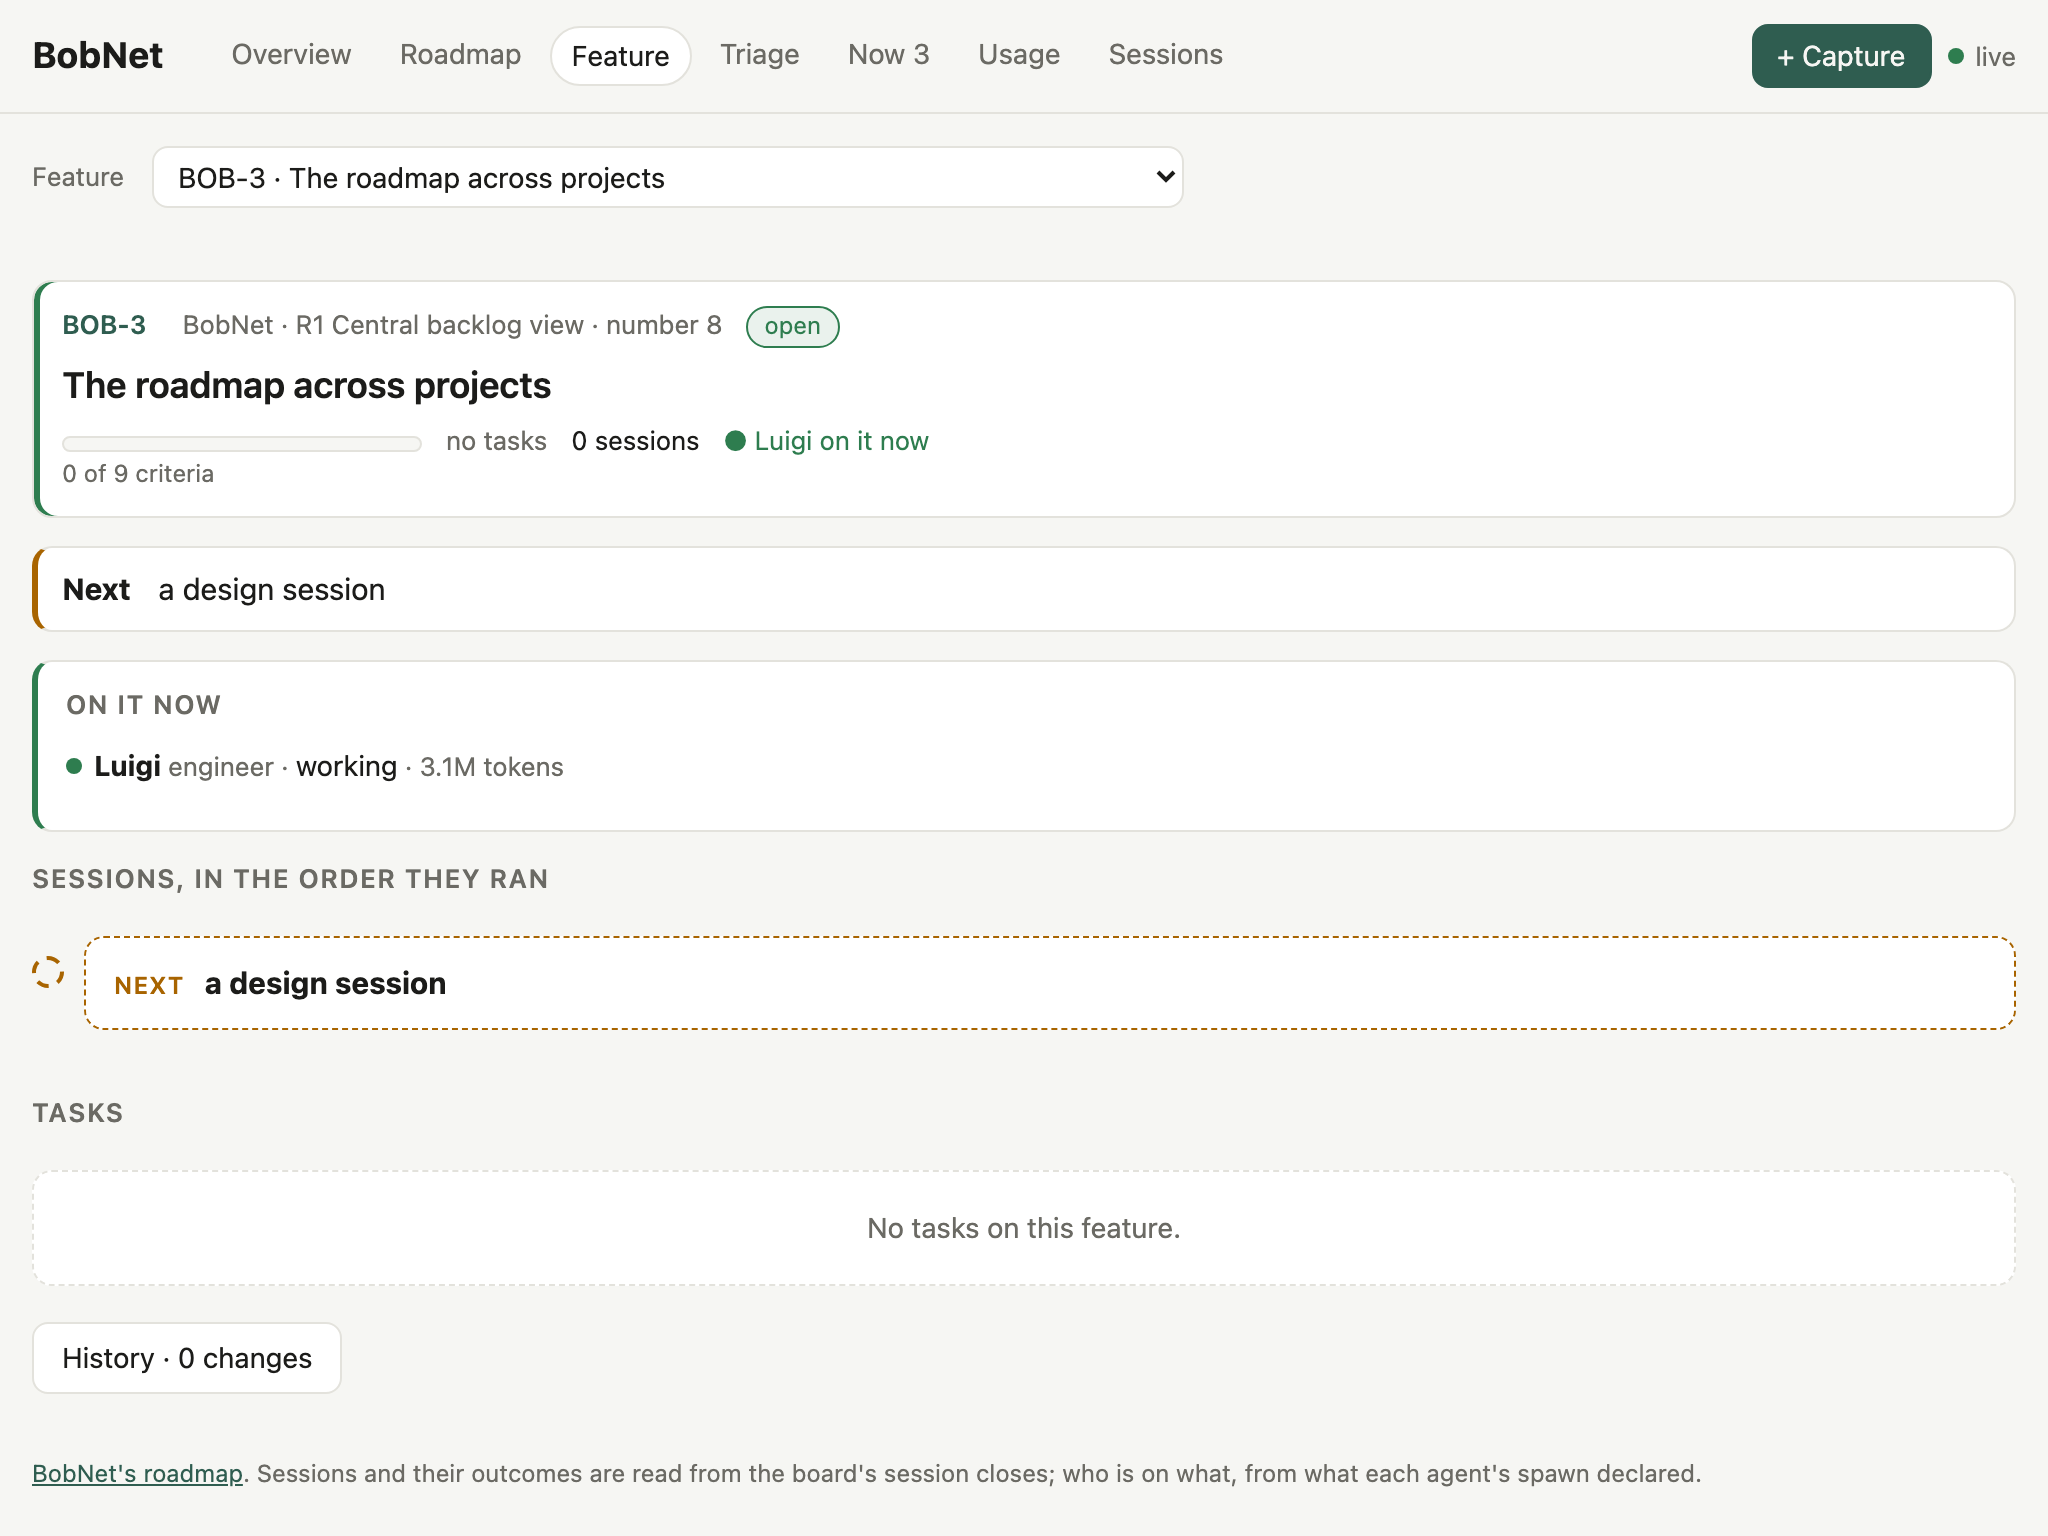 BobNet Overview Roadmap Feature Triage Now 3 Usage Sessions + Capture live
Feature BOB-3 · The roadmap across projects
BOB-3 BobNet · R1 Central backlog view · number 8 open
The roadmap across projects
no tasks 0 sessions Luigi on it now
0 of 9 criteria
Next a design session
ON IT NOW
Luigi engineer · working · 3.1M tokens
SESSIONS, IN THE ORDER THEY RAN
NEXT a design session
TASKS
No tasks on this feature.
History · 0 changes
BobNet's roadmap. Sessions and their outcomes are read from the board's session closes; who is on what, from what each agent's spawn declared.